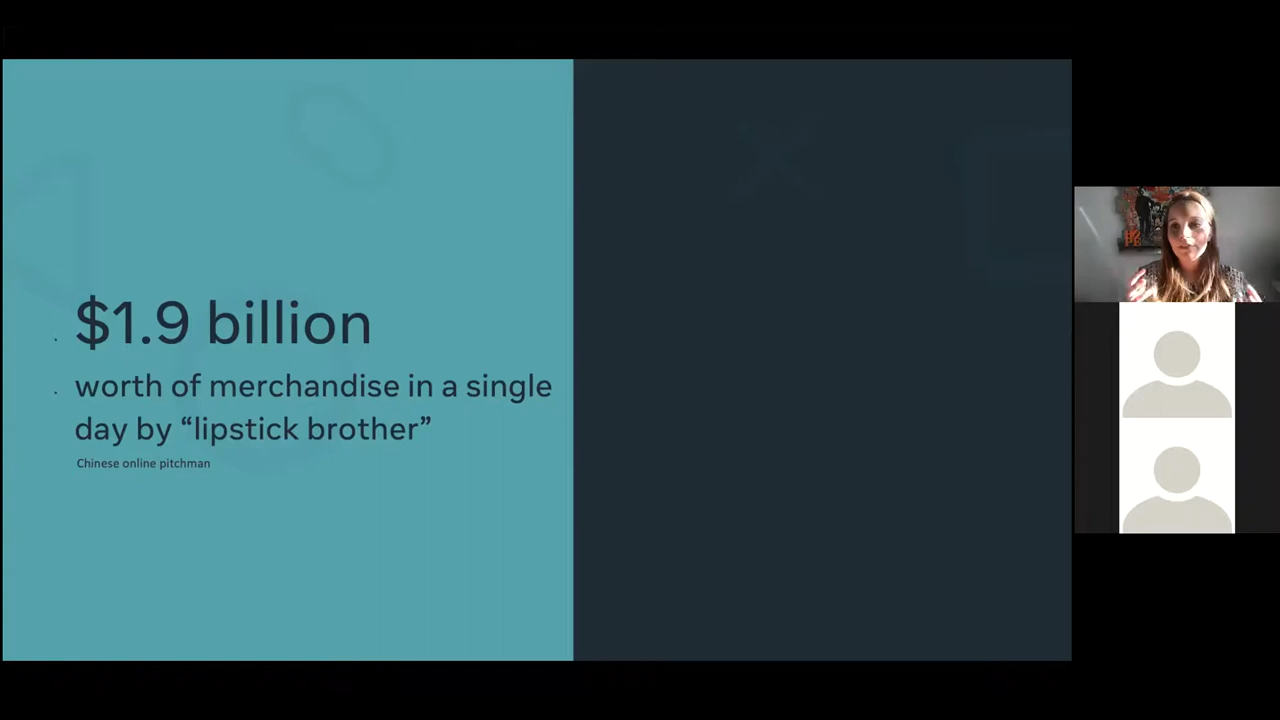 $1.9 billion
worth of merchandise in a single
day by “lipstick brother”
Chinese online pitchman